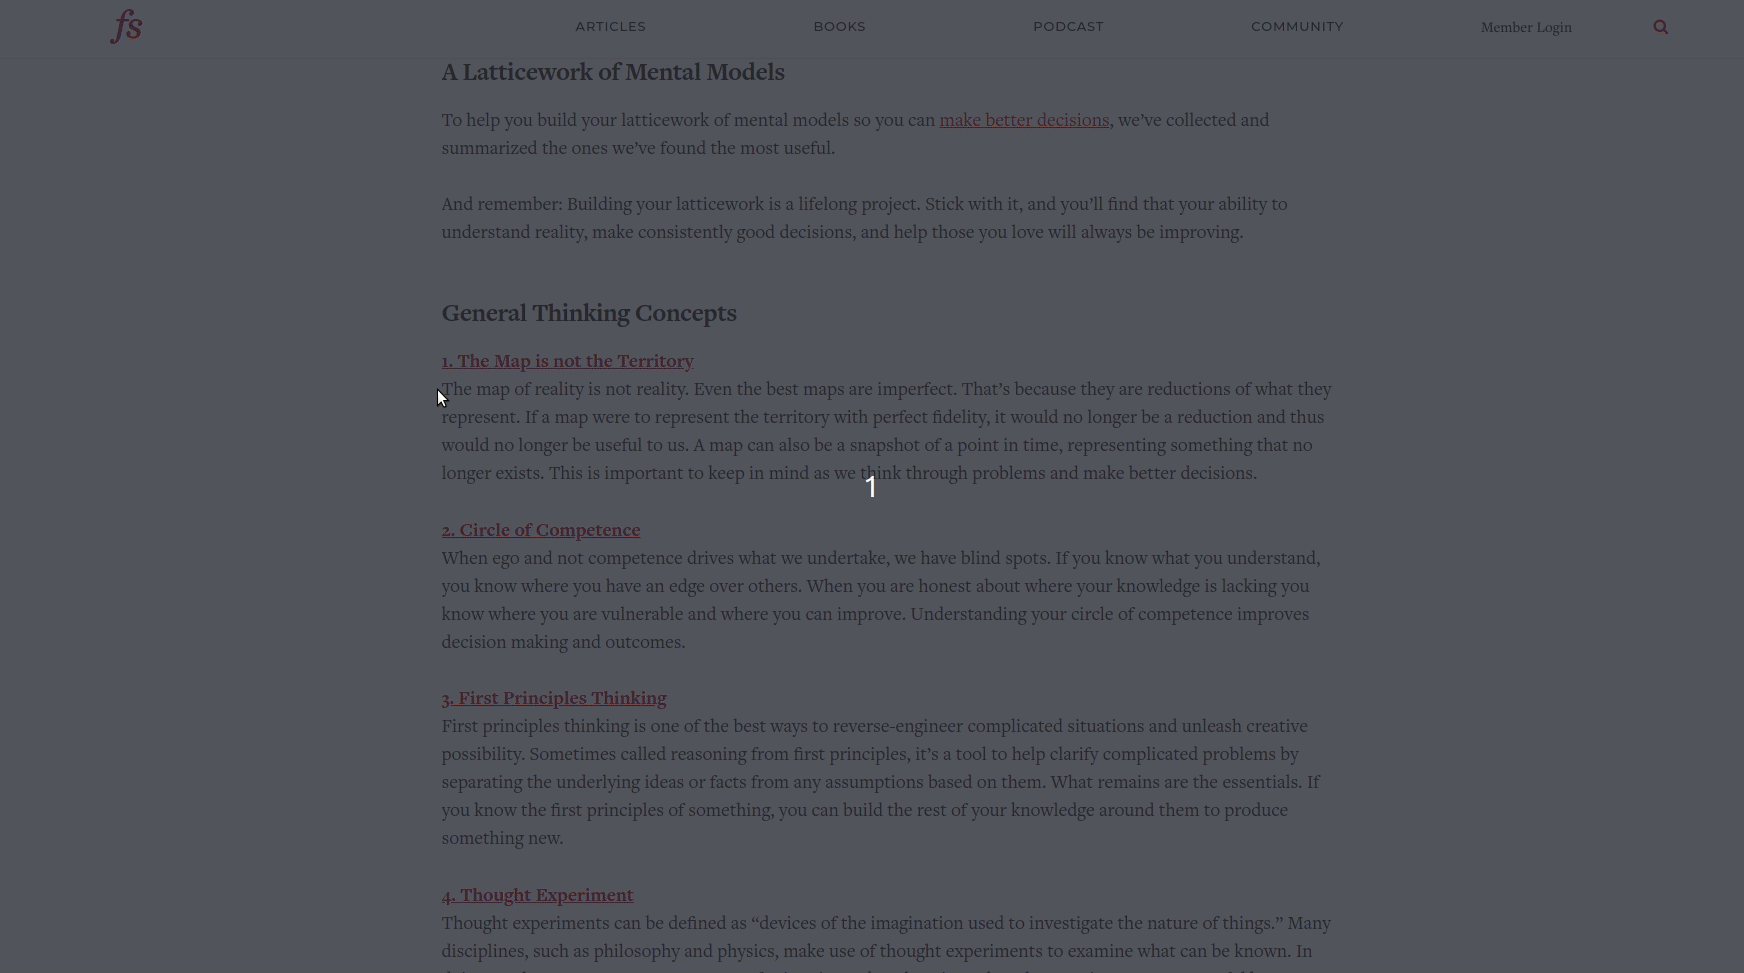 fs
ARTICLES
BOOKS
PODCAST
COMMUNITY
Member Login
A Latticework of Mental Models
To help you build your latticework of mental models so you can make better decisions, we’ve collected and
summarized the ones we’ve found the most useful.
And remember: Building your latticework is a lifelong project. Stick with it, and you’ll find that your ability to
understand reality, make consistently good decisions, and help those you love will always be improving.
General Thinking Concepts
1. The Map is not the Territory
The map of reality is not reality. Even the best maps are imperfect. That’s because they are reductions of what they
represent. If a map were to represent the territory with perfect fidelity, it would no longer be a reduction and thus
would no longer be useful to us. A map can also be a snapshot of a point in time, representing something that no
longer exists. This is important to keep in mind as we think through problems and make better decisions.
1
2. Circle of Competence
When ego and not competence drives what we undertake, we have blind spots. If you know what you understand,
you know where you have an edge over others. When you are honest about where your knowledge is lacking you
know where you are vulnerable and where you can improve. Understanding your circle of competence improves
decision making and outcomes.
3. First Principles Thinking
First principles thinking is one of the best ways to reverse-engineer complicated situations and unleash creative
possibility. Sometimes called reasoning from first principles, it’s a tool to help clarify complicated problems by
separating the underlying ideas or facts from any assumptions based on them. What remains are the essentials. If
you know the first principles of something, you can build the rest of your knowledge around them to produce
something new.
4. Thought Experiment
Thought experiments can be defined as “devices of the imagination used to investigate the nature of things.” Many
disciplines, such as philosophy and physics, make use of thought experiments to examine what can be known. In